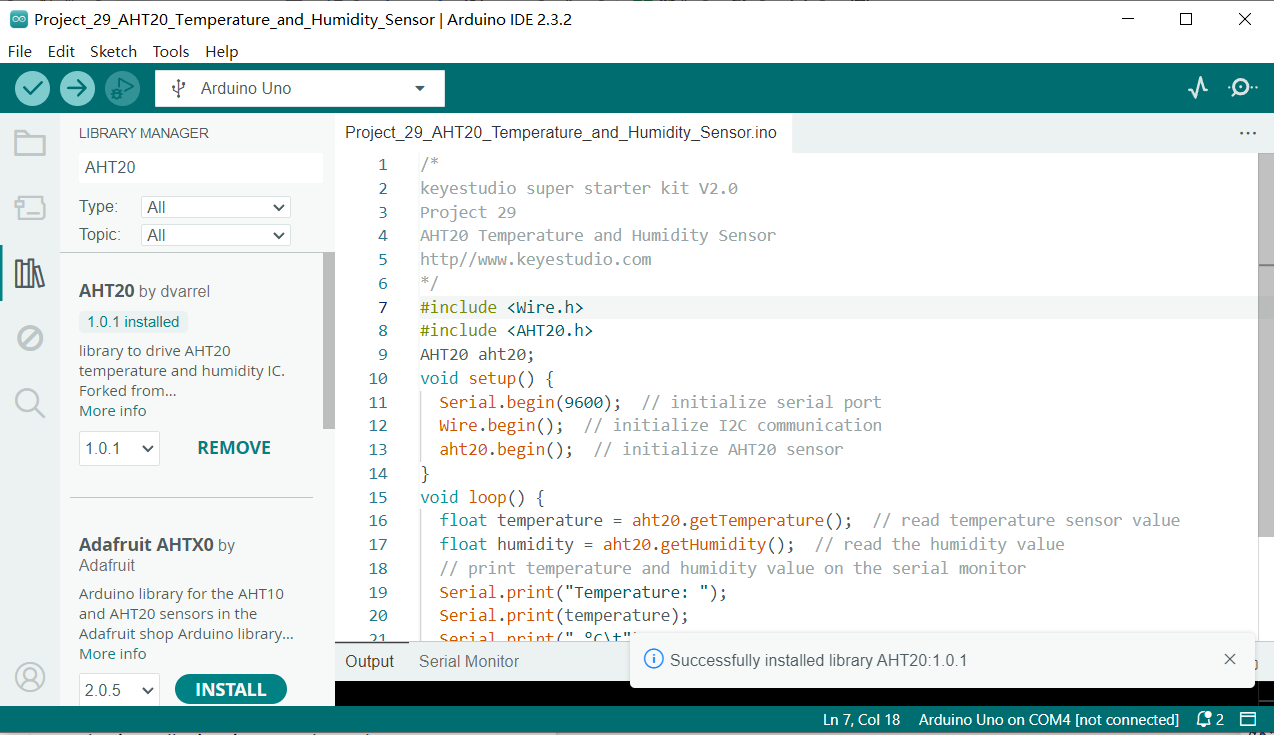 Project_29_AHT20_Temperature_and_Humidity_Sensor | Arduino IDE 2.3.2
File Edit Sketch Tools Help
Arduino Uno
LIBRARY MANAGER
AHT20
Type: All
Topic: All
AHT20 by dvarrel
1.0.1 installed
library to drive AHT20
temperature and humidity IC.
Forked from...
More info
1.0.1 REMOVE
Adafruit AHTX0 by
Adafruit
Arduino library for the AHT10
and AHT20 sensors in the
Adafruit shop Arduino library...
More info
2.0.5 INSTALL
Project_29_AHT20_Temperature_and_Humidity_Sensor.ino
1 /*
2 keyestudio super starter kit V2.0
3 Project 29
4 AHT20 Temperature and Humidity Sensor
5 http//www.keyestudio.com
6 */
7 #include <Wire.h>
8 #include <AHT20.h>
9 AHT20 aht20;
10 void setup() {
11 Serial.begin(9600); // initialize serial port
12 Wire.begin(); // initialize I2C communication
13 aht20.begin(); // initialize AHT20 sensor
14 }
15 void loop() {
16 float temperature = aht20.getTemperature(); // read temperature sensor value
17 float humidity = aht20.getHumidity(); // read the humidity value
18 // print temperature and humidity value on the serial monitor
19 Serial.print("Temperature: ");
20 Serial.print(temperature);
21 Serial.print(" °C\t"
Output Serial Monitor
Successfully installed library AHT20:1.0.1
Ln 7, Col 18 Arduino Uno on COM4 [not connected] 2